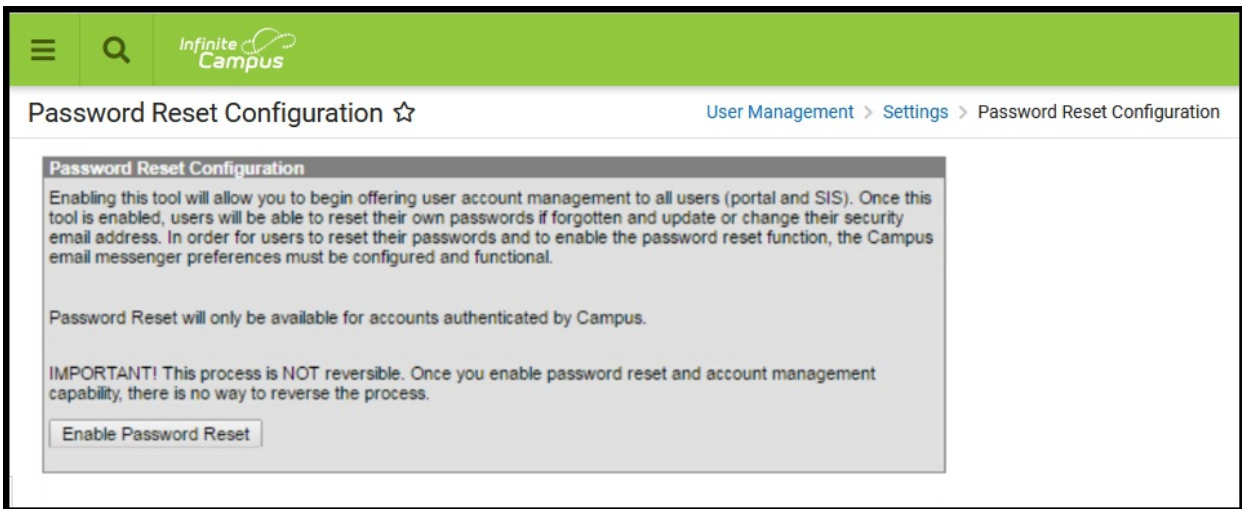 Infinite
Campus
Password Reset Configuration
User Management > Settings > Password Reset Configuration
Password Reset Configuration
Enabling this tool will allow you to begin offering user account management to all users (portal and SIS). Once this
tool is enabled, users will be able to reset their own passwords if forgotten and update or change their security
email address. In order for users to reset their passwords and to enable the password reset function, the Campus
email messenger preferences must be configured and functional.
Password Reset will only be available for accounts authenticated by Campus.
IMPORTANT! This process is NOT reversible. Once you enable password reset and account management
capability, there is no way to reverse the process.
Enable Password Reset